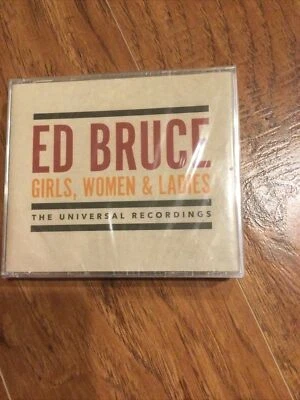 ED BRUCE
GIRLS, WOMEN & LADIES
THE UNIVERSAL RECORDINGS